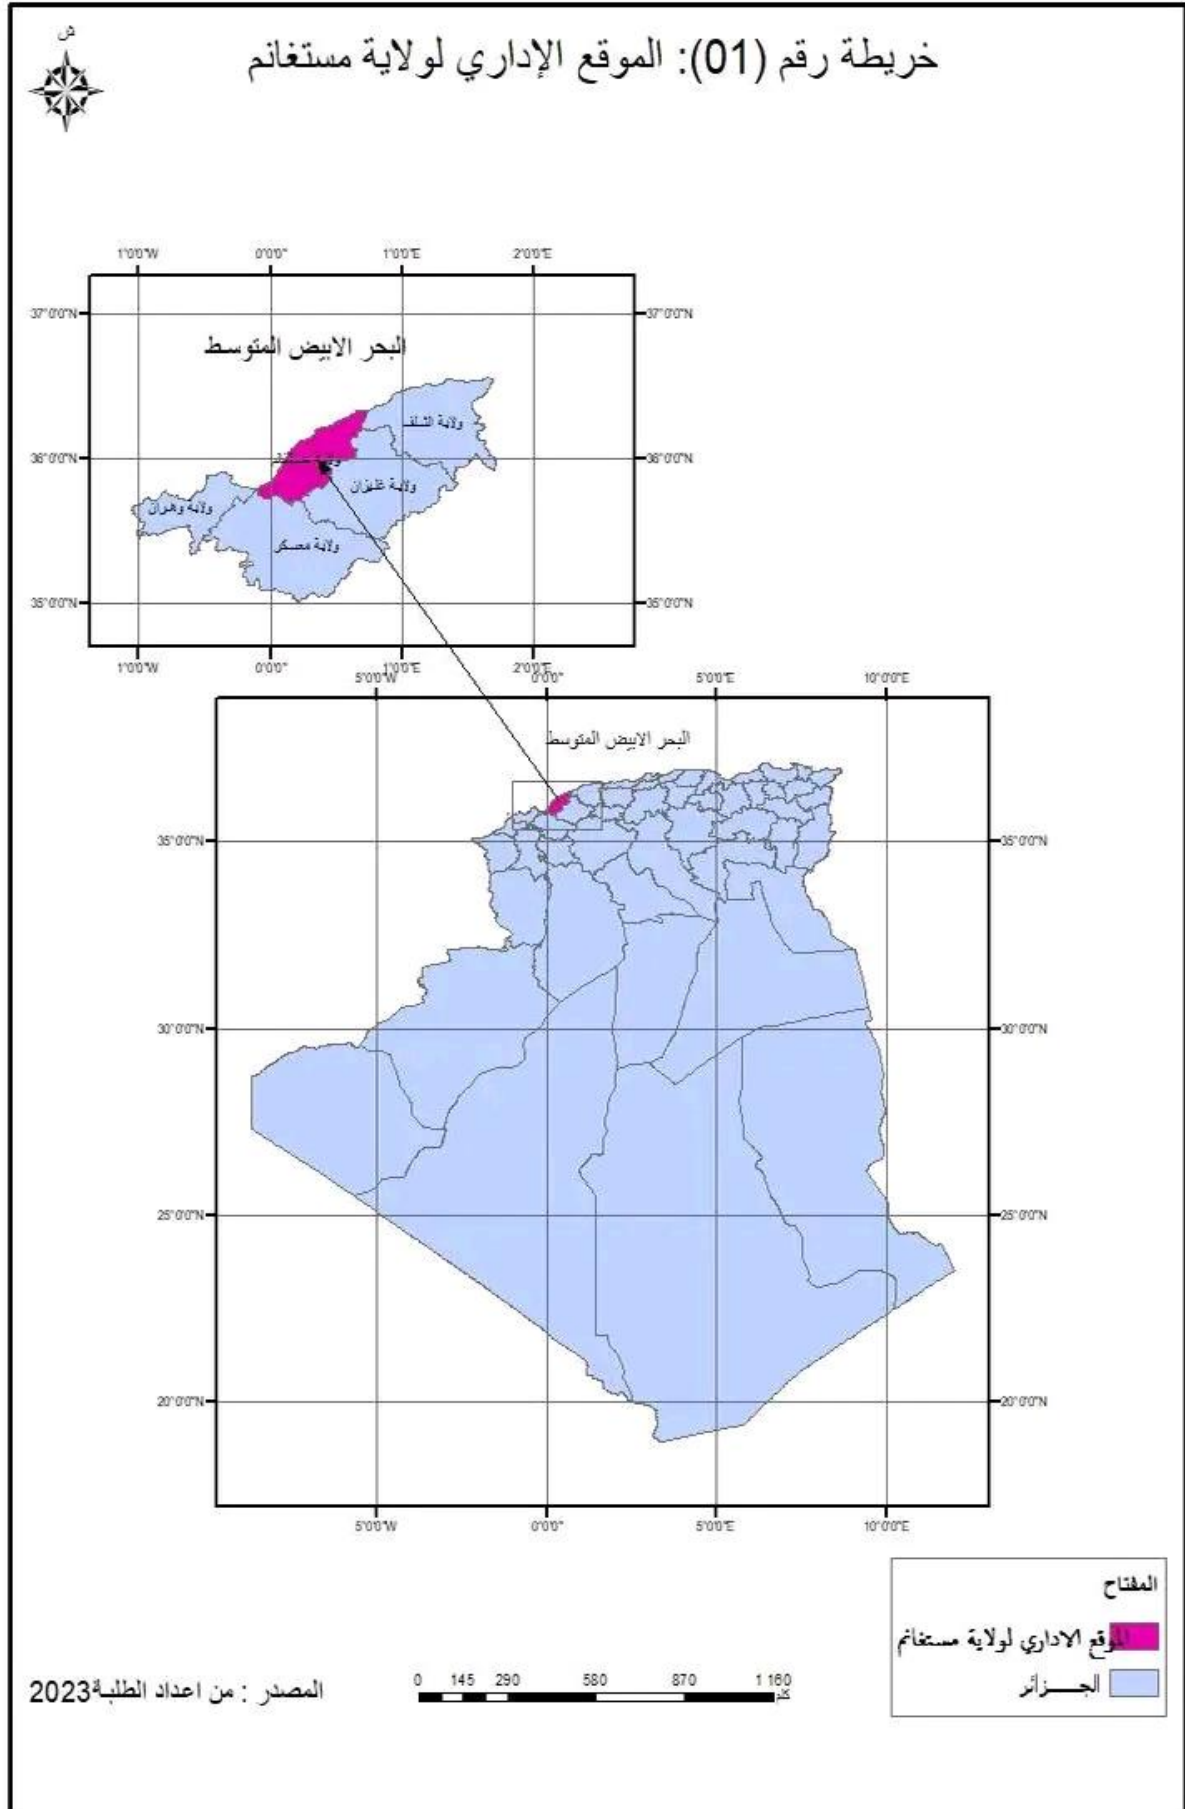 ش
خريطة رقم (01): الموقع الإداري لولاية مستغانم
1°0'0"W 0°0'0" 1°0'0"E 2°0'0"E
37°0'0"N 37°0'0"N
البحر الابيض المتوسط
ولاية الشلف
36°0'0"N 36°0'0"N
ولاية غليزان
ولاية وهران
ولاية معسكر
35°0'0"N 35°0'0"N
1°0'0"W 0°0'0" 1°0'0"E 2°0'0"E
5°0'0"W 0°0'0" 5°0'0"E 10°0'0"E
البحر الابيض المتوسط
35°0'0"N 35°0'0"N
30°0'0"N 30°0'0"N
25°0'0"N 25°0'0"N
20°0'0"N 20°0'0"N
5°0'0"W 0°0'0" 5°0'0"E 10°0'0"E
المفتاح
الموقع الاداري لولاية مستغانم
الجـــــزائر
0 145 290 580 870 1 160
كلم
المصدر : من اعداد الطلبة2023